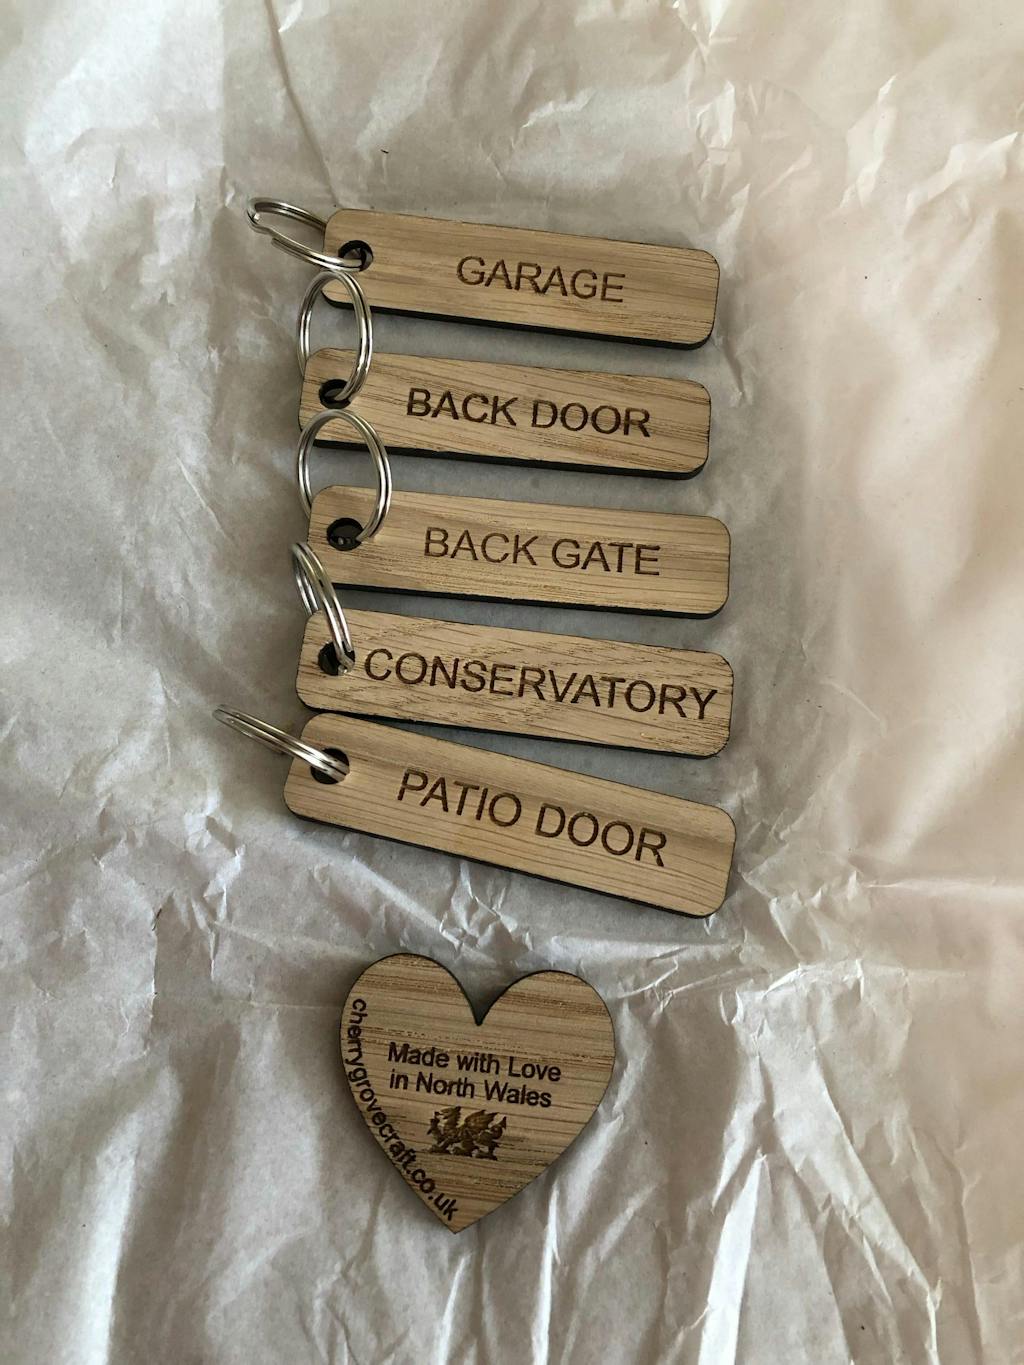 GARAGE
BACK DOOR
BACK GATE
CONSERVATORY
PATIO DOOR
Made with Love
in North Wales
cherrygrovecraft.co.uk